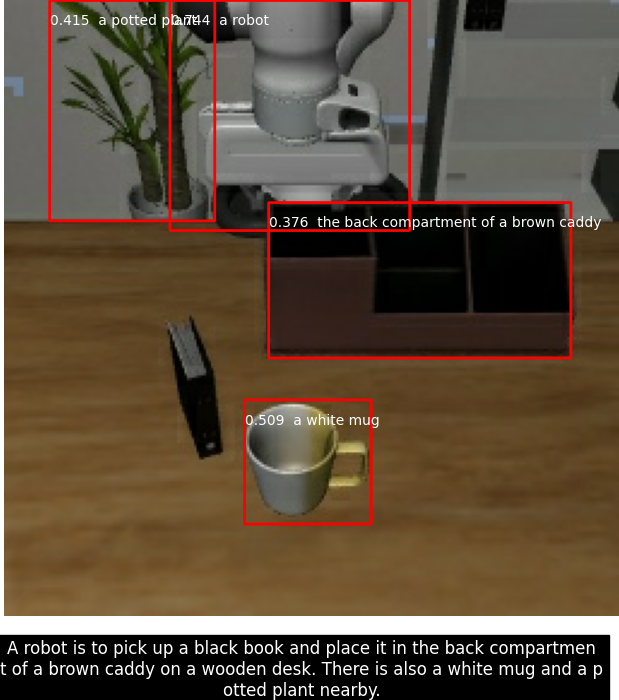 0.415  a potted plant
0.744  a robot
0.376  the back compartment of a brown caddy
0.509  a white mug
A robot is to pick up a black book and place it in the back compartmen
t of a brown caddy on a wooden desk. There is also a white mug and a p
otted plant nearby.